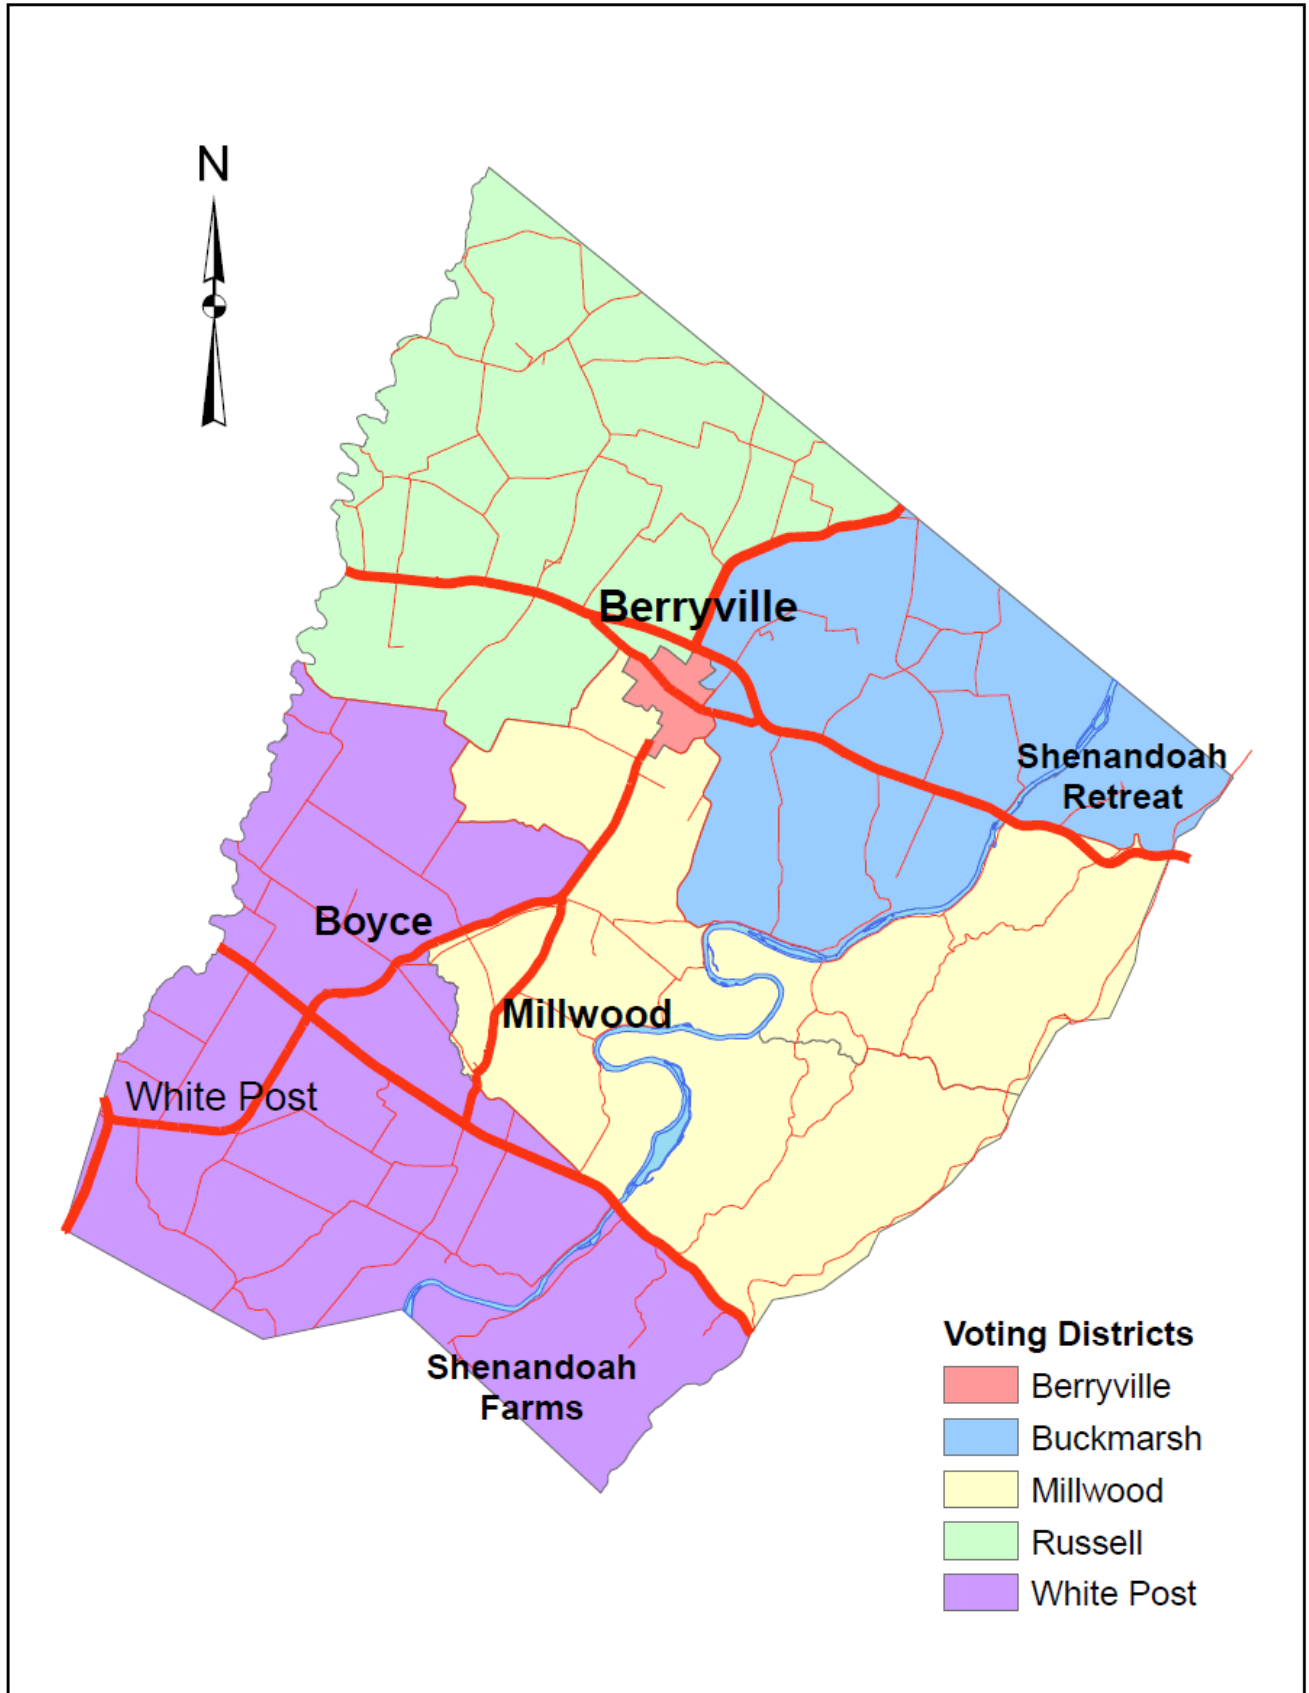 N
Berryville
Shenandoah
Retreat
Boyce
Millwood
White Post
Shenandoah
Farms
Voting Districts
Berryville
Buckmarsh
Millwood
Russell
White Post